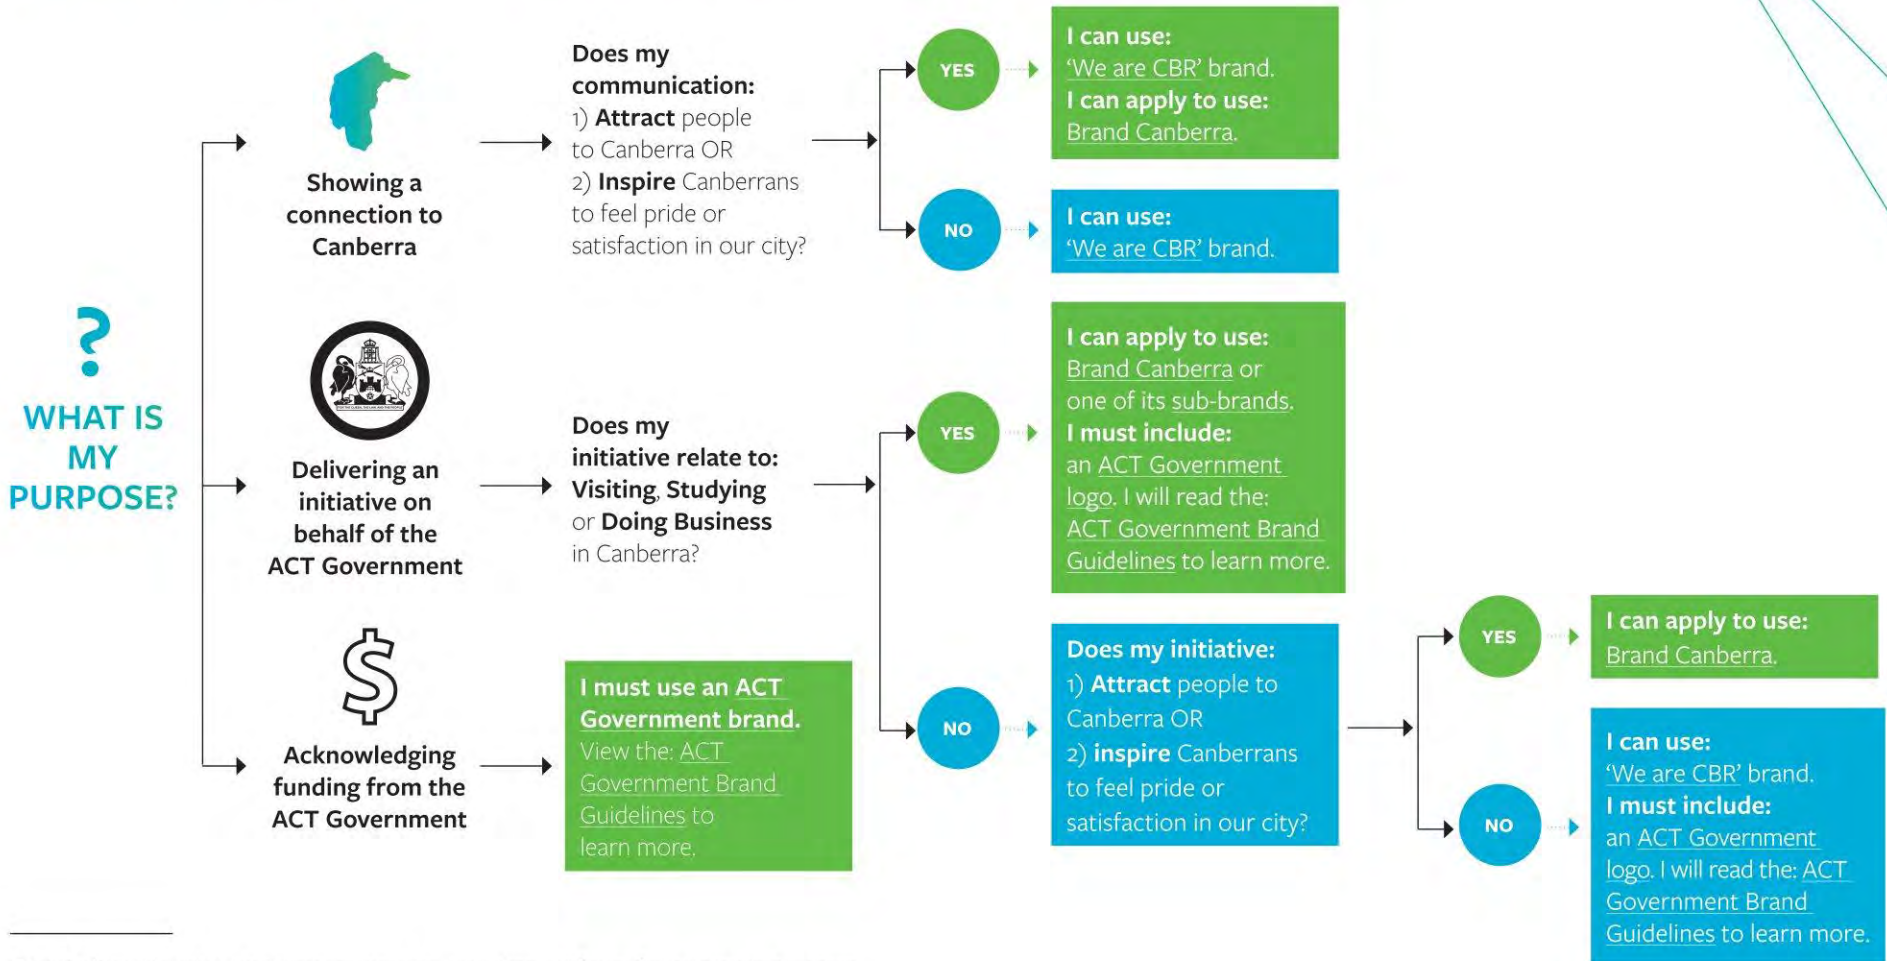 ?
WHAT IS
MY
PURPOSE?
Showing a
connection to
Canberra
Does my
communication:
1) Attract people
to Canberra OR
2) Inspire Canberrans
to feel pride or
satisfaction in our city?
YES
I can use:
‘We are CBR’ brand.
I can apply to use:
Brand Canberra.
NO
I can use:
‘We are CBR’ brand.
Delivering an
initiative on
behalf of the
ACT Government
Does my
initiative relate to:
Visiting, Studying
or Doing Business
in Canberra?
YES
I can apply to use:
Brand Canberra or
one of its sub-brands.
I must include:
an ACT Government
logo. I will read the:
ACT Government Brand
Guidelines to learn more.
NO
Does my initiative:
1) Attract people to
Canberra OR
2) inspire Canberrans
to feel pride or
satisfaction in our city?
YES
I can apply to use:
Brand Canberra.
NO
I can use:
‘We are CBR’ brand.
I must include:
an ACT Government
logo. I will read the: ACT
Government Brand
Guidelines to learn more.
$
Acknowledging
funding from the
ACT Government
I must use an ACT
Government brand.
View the: ACT
Government Brand
Guidelines to
learn more.